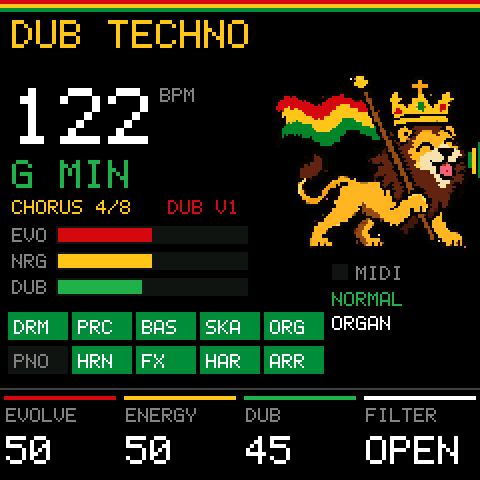 DUB TECHNO
122 BPM
G MIN
CHORUS 4/8 DUB V1
EVO
NRG
DUB
MIDI
NORMAL
ORGAN
DRM PRC BAS SKA ORG
PNO HRN FX HAR ARR
EVOLVE ENERGY DUB FILTER
50 50 45 OPEN